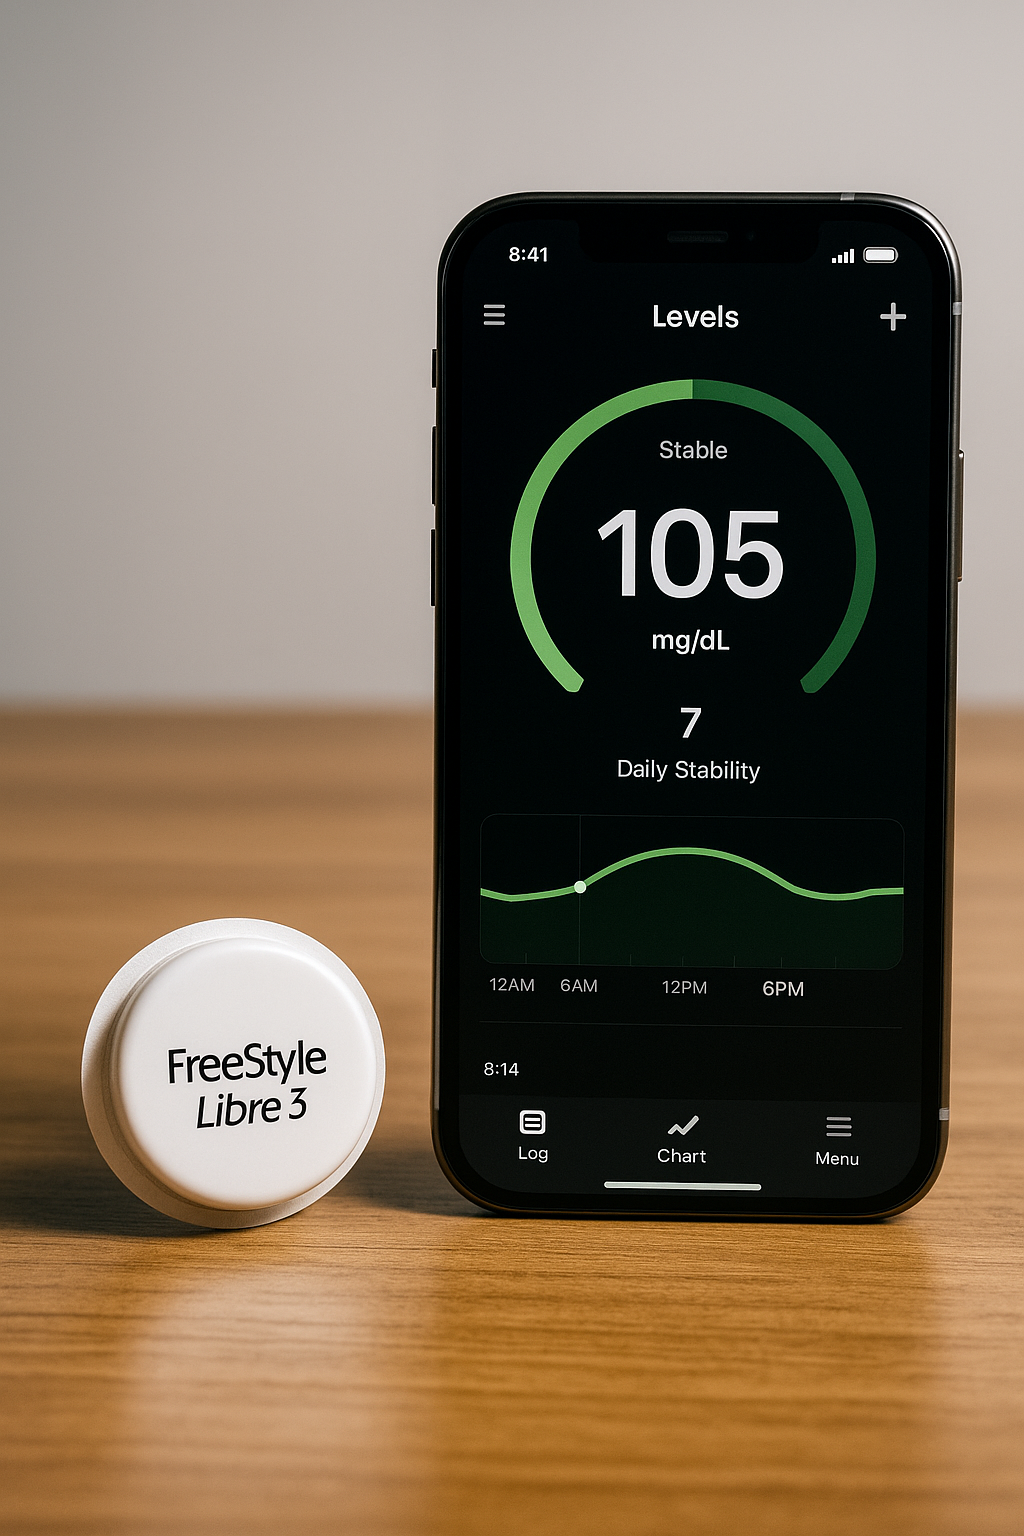 8:41
Levels
Stable
105
mg/dL
7
Daily Stability
12AM 6AM 12PM 6PM
8:14
Log Chart Menu
FreeStyle
Libre 3